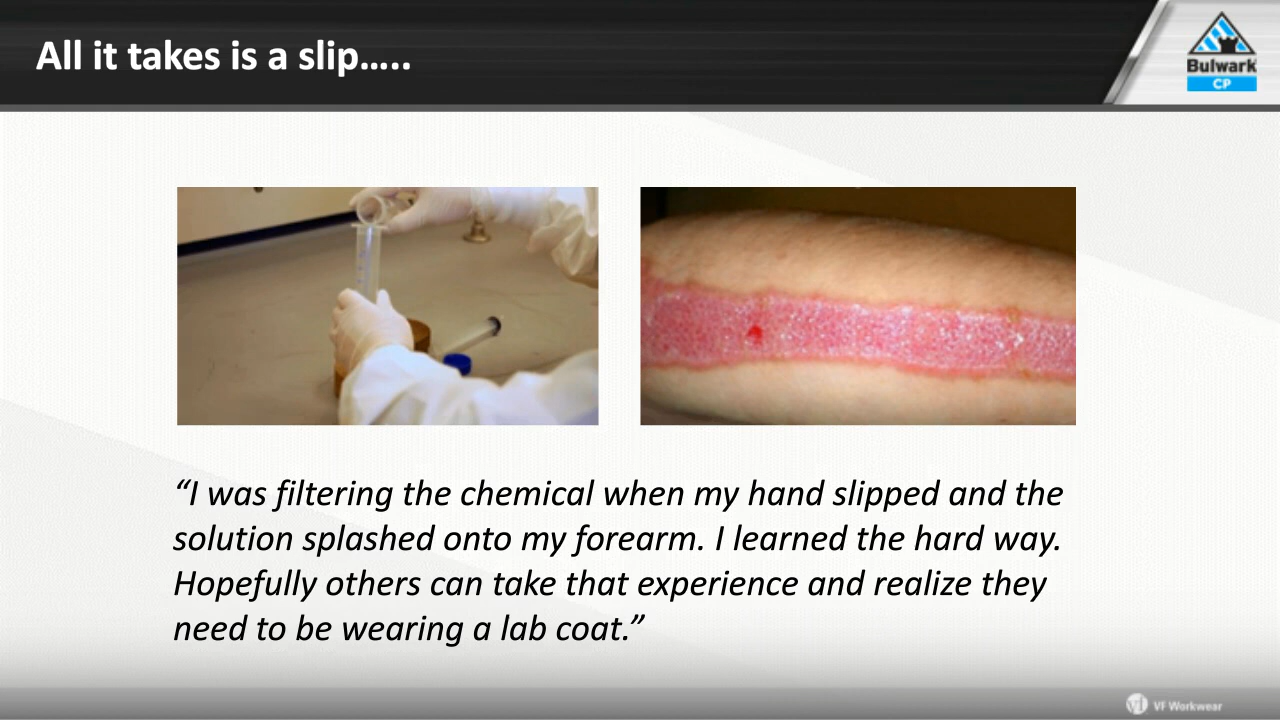 All it takes is a slip…..
Bulwark
CP
“I was filtering the chemical when my hand slipped and the
solution splashed onto my forearm. I learned the hard way.
Hopefully others can take that experience and realize they
need to be wearing a lab coat.”
VF Workwear